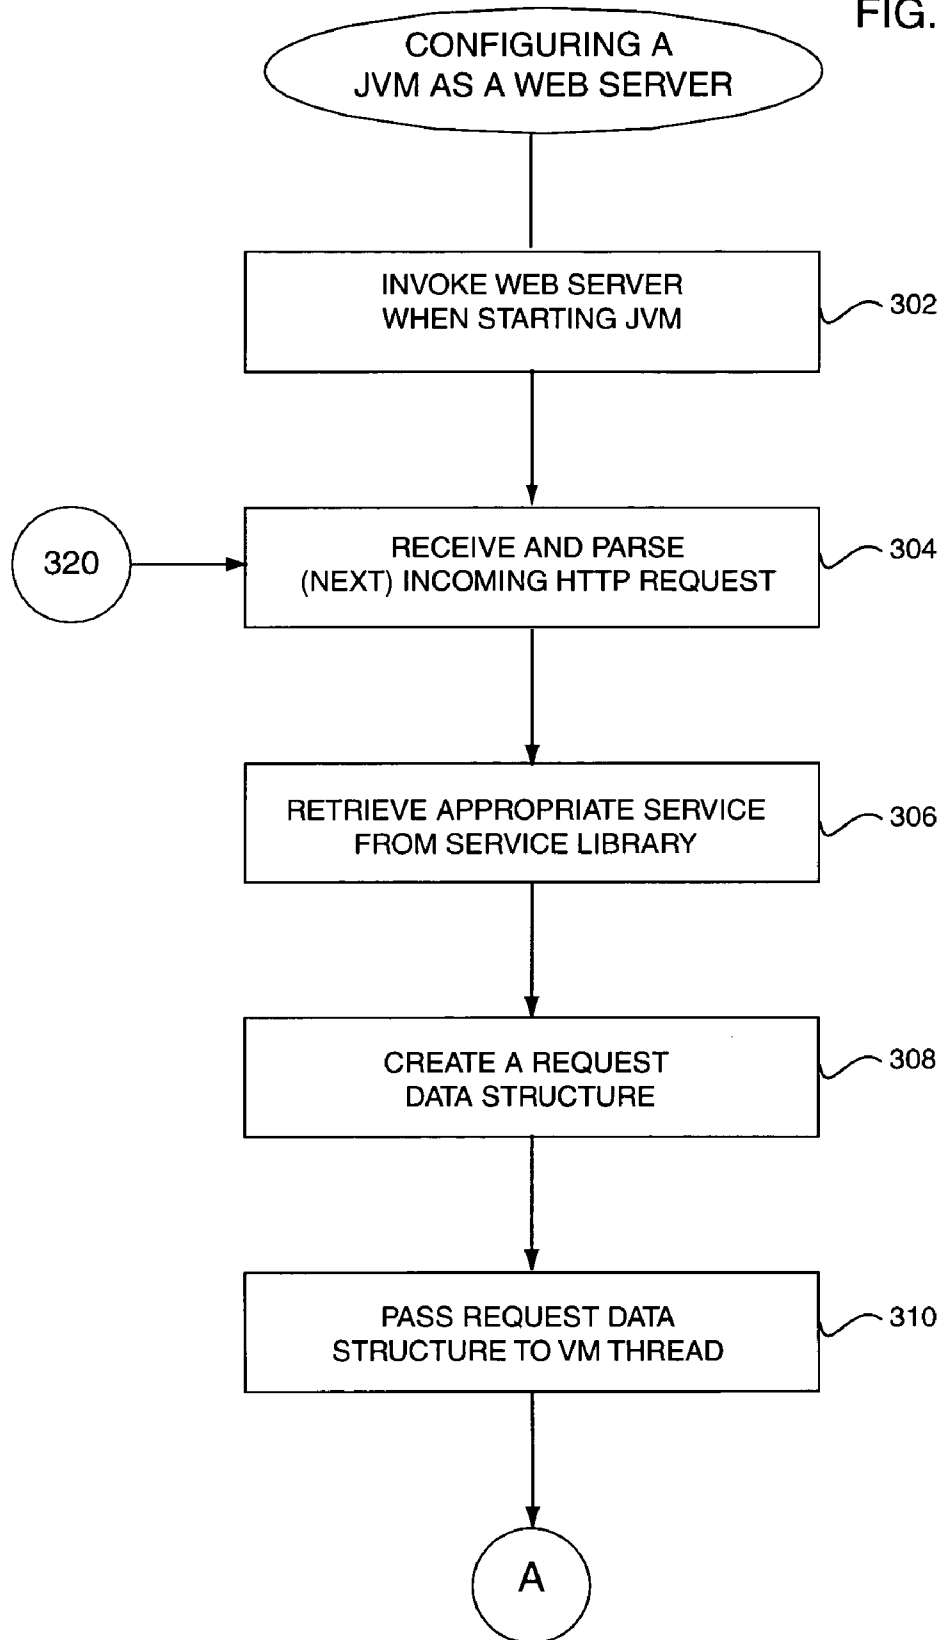 FIG.
CONFIGURING A
JVM AS A WEB SERVER
INVOKE WEB SERVER
WHEN STARTING JVM
302
320
RECEIVE AND PARSE
(NEXT) INCOMING HTTP REQUEST
304
RETRIEVE APPROPRIATE SERVICE
FROM SERVICE LIBRARY
306
CREATE A REQUEST
DATA STRUCTURE
308
PASS REQUEST DATA
STRUCTURE TO VM THREAD
310
A